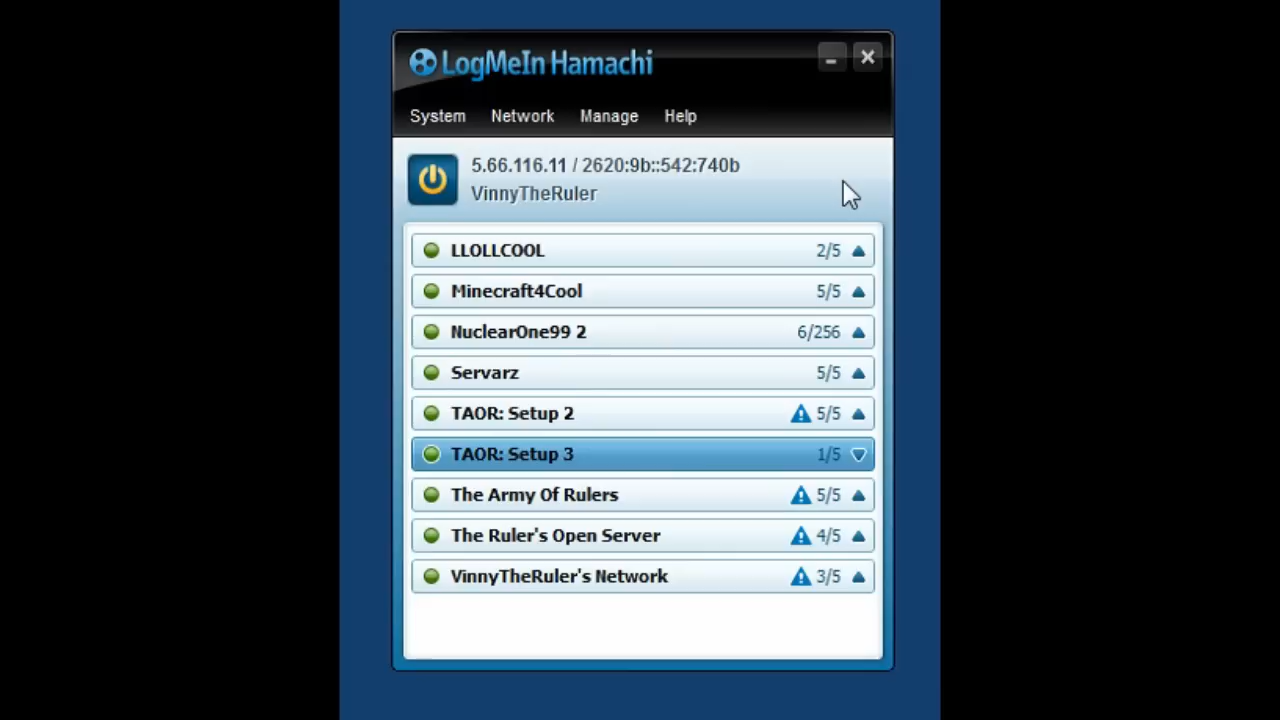 LogMeIn Hamachi
System Network Manage Help
5.66.116.11 / 2620:9b::542:740b
VinnyTheRuler
LLOLLCOOL 2/5
Minecraft4Cool 5/5
NuclearOne99 2 6/256
Servarz 5/5
TAOR: Setup 2 5/5
TAOR: Setup 3 1/5
The Army Of Rulers 5/5
The Ruler's Open Server 4/5
VinnyTheRuler's Network 3/5